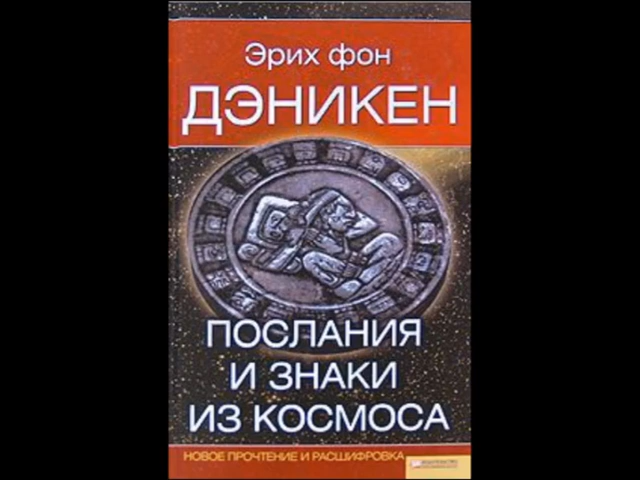 Эрих фон
ДЭНИКЕН
ПОСЛАНИЯ
И ЗНАКИ
ИЗ КОСМОСА
НОВОЕ ПРОЧТЕНИЕ И РАСШИФРОВКА